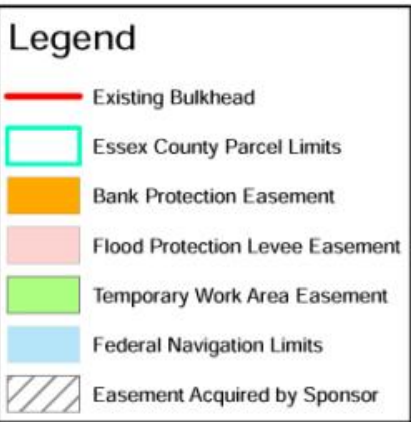 Legend
Existing Bulkhead
Essex County Parcel Limits
Bank Protection Easement
Flood Protection Levee Easement
Temporary Work Area Easement
Federal Navigation Limits
Easement Acquired by Sponsor